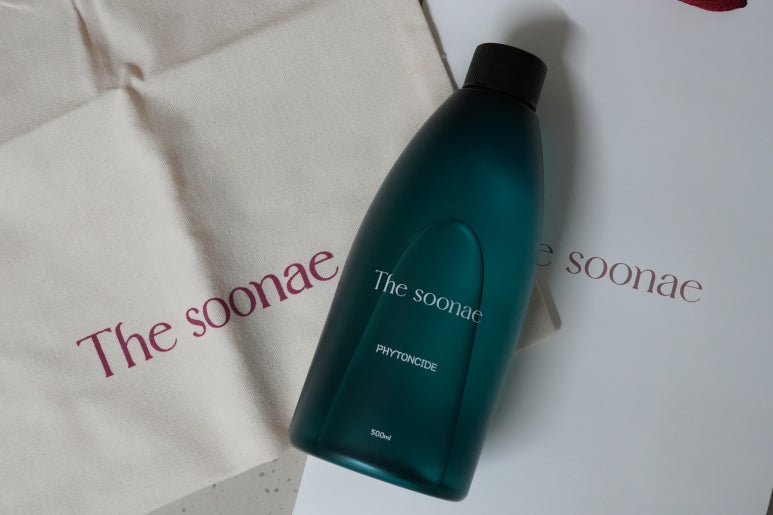 The soonae
The soonae
PHYTONCIDE
500ml
e soonae